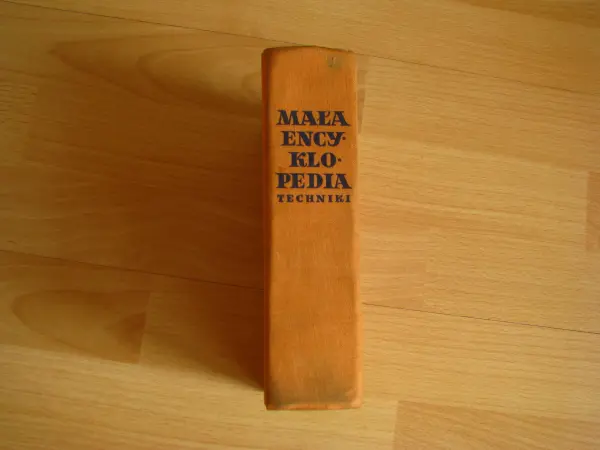 MAŁA
ENCY·
KLO·
PEDIA
TECHNIKI